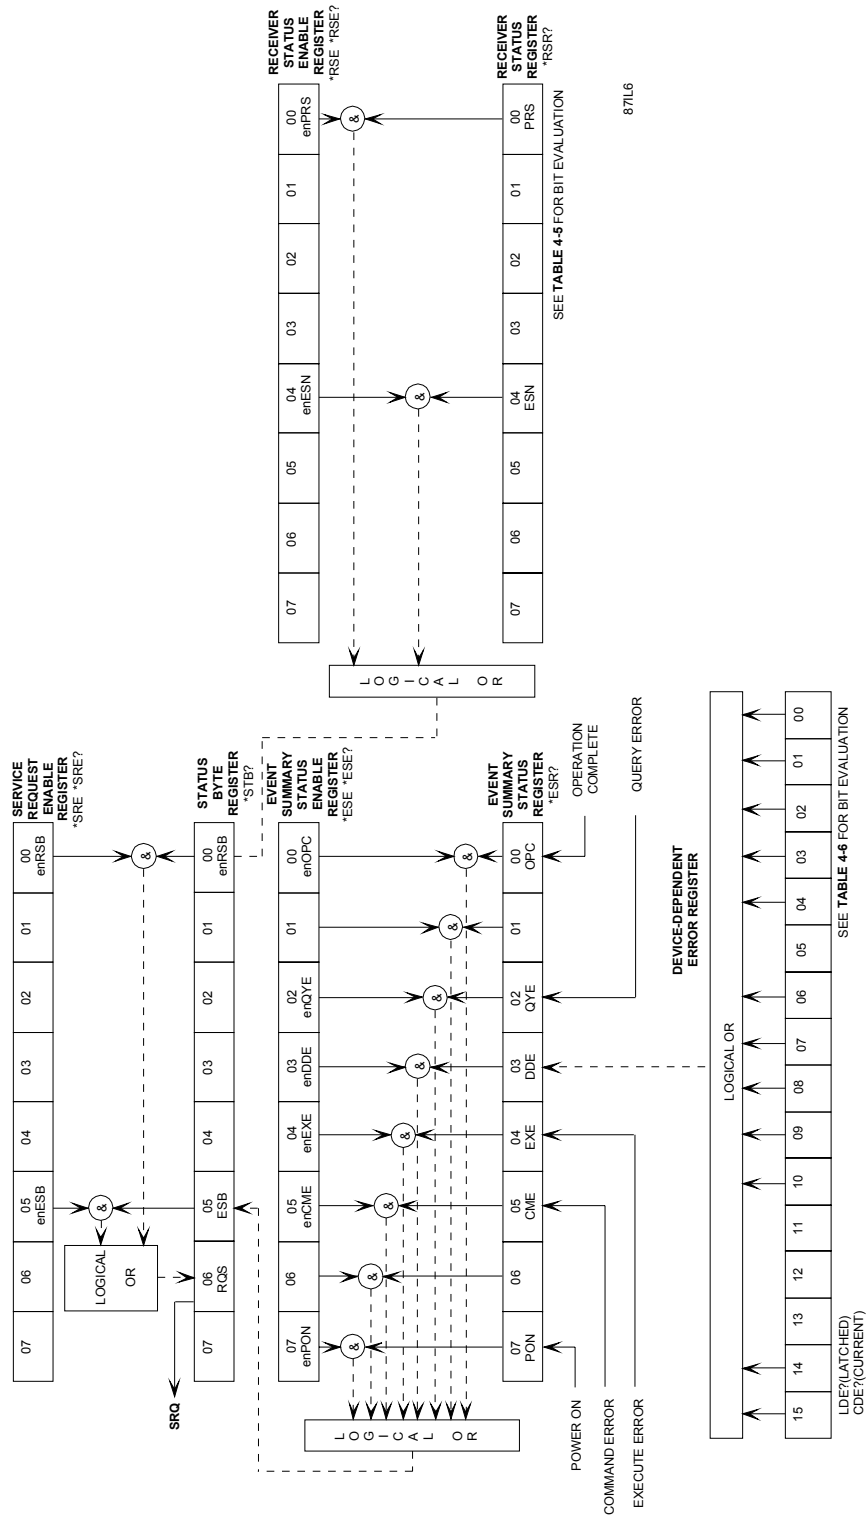 SERVICE
REQUEST
ENABLE
REGISTER
*SRE *SRE?
07
06
05
enESB
04
03
02
01
00
enRSB
&
&
LOGICAL
OR
SRQ
STATUS
BYTE
REGISTER
*STB?
07
06
RQS
05
ESB
04
03
02
01
00
enRSB
EVENT
SUMMARY
STATUS
ENABLE
REGISTER
*ESE *ESE?
07
enPON
06
05
enCME
04
enEXE
03
enDDE
02
enQYE
01
00
enOPC
&
&
&
&
&
&
&
&
LOGICAL OR
EVENT
SUMMARY
STATUS
REGISTER
*ESR?
07
PON
06
05
CME
04
EXE
03
DDE
02
QYE
01
00
OPC
POWER ON
COMMAND ERROR
EXECUTE ERROR
OPERATION
COMPLETE
QUERY ERROR
RECEIVER
STATUS
ENABLE
REGISTER
*RSE *RSE?
07
06
05
04
enESN
03
02
01
00
enPRS
&
&
LOGICAL OR
RECEIVER
STATUS
REGISTER
*RSR?
07
06
05
04
ESN
03
02
01
00
PRS
SEE TABLE 4-5 FOR BIT EVALUATION
87IL6
DEVICE-DEPENDENT
ERROR REGISTER
LOGICAL OR
15
14
13
12
11
10
09
08
07
06
05
04
03
02
01
00
LDE?(LATCHED)
CDE?(CURRENT)
SEE TABLE 4-6 FOR BIT EVALUATION